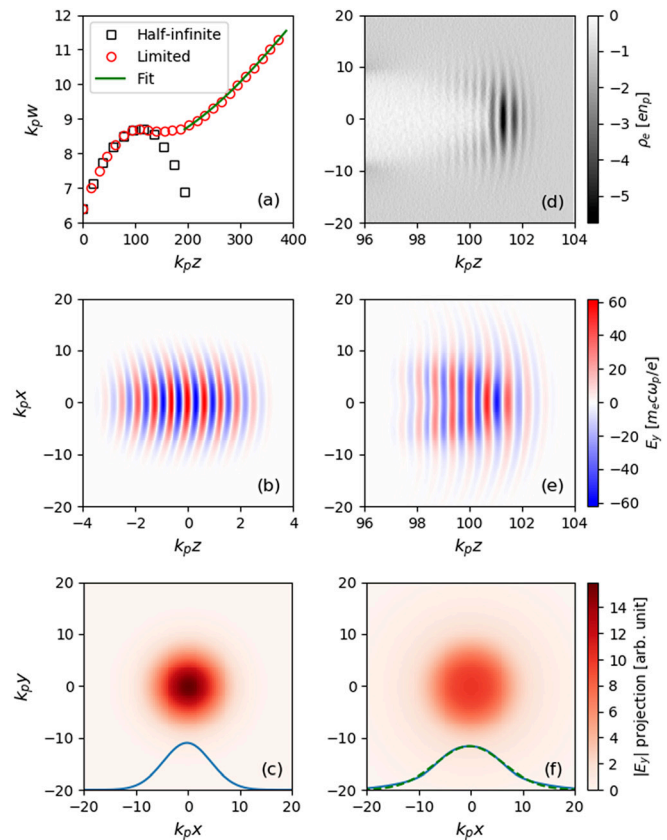 12
11
10
9
8
7
6
k_p w
Half-infinite
Limited
Fit
(a)
0 100 200 300 400
k_p z
20
10
0
−10
−20
(d)
96 98 100 102 104
k_p z
0
−1
−2
−3
−4
−5
ρ_e [en_p]
20
10
0
−10
−20
k_p x
(b)
−4 −2 0 2 4
k_p z
20
10
0
−10
−20
(e)
96 98 100 102 104
k_p z
60
40
20
0
−20
−40
−60
E_y [m_e cω_p/e]
20
10
0
−10
−20
k_p y
(c)
−20 −10 0 10 20
k_p x
20
10
0
−10
−20
(f)
−20 −10 0 10 20
k_p x
14
12
10
8
6
4
2
0
|E_y| projection [arb. unit]